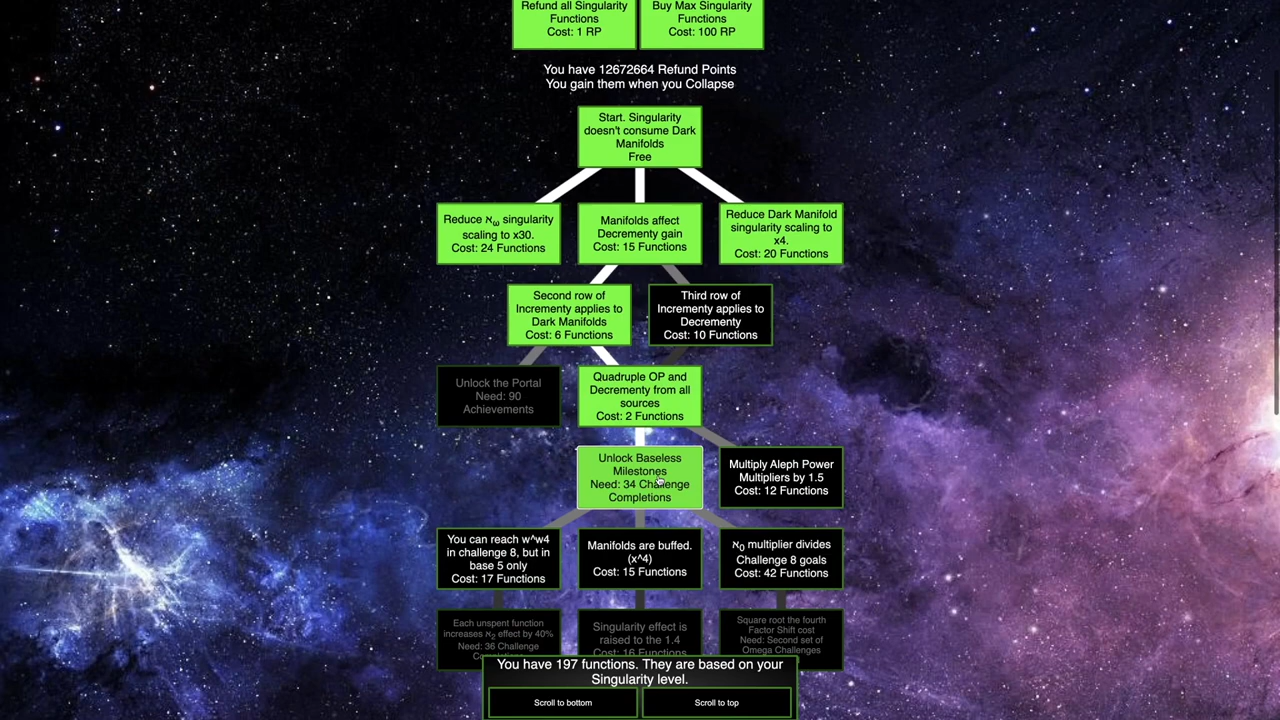 Refund all Singularity
Functions
Cost: 1 RP
Buy Max Singularity
Functions
Cost: 100 RP
You have 12672664 Refund Points
You gain them when you Collapse
Start. Singularity
doesn't consume Dark
Manifolds
Free
Reduce ℵω singularity
scaling to x30.
Cost: 24 Functions
Manifolds affect
Decrementy gain
Cost: 15 Functions
Reduce Dark Manifold
singularity scaling to
x4.
Cost: 20 Functions
Second row of
Incrementy applies to
Dark Manifolds
Cost: 6 Functions
Third row of
Incrementy applies to
Decrementy
Cost: 10 Functions
Unlock the Portal
Need: 90
Achievements
Quadruple OP and
Decrementy from all
sources
Cost: 2 Functions
Unlock Baseless
Milestones
Need: 34 Challenge
Completions
Multiply Aleph Power
Multipliers by 1.5
Cost: 12 Functions
You can reach w^w4
in challenge 8, but in
base 5 only
Cost: 17 Functions
Manifolds are buffed.
(x^4)
Cost: 15 Functions
ℵ0 multiplier divides
Challenge 8 goals
Cost: 42 Functions
Each unspent function
increases ℵ2 effect by 40%
Need: 36 Challenge
Singularity effect is
raised to the 1.4
Cost: 16 Functions
Square root the fourth
Factor Shift cost
Need: Second set of
Omega Challenges
You have 197 functions. They are based on your
Singularity level.
Scroll to bottom
Scroll to top